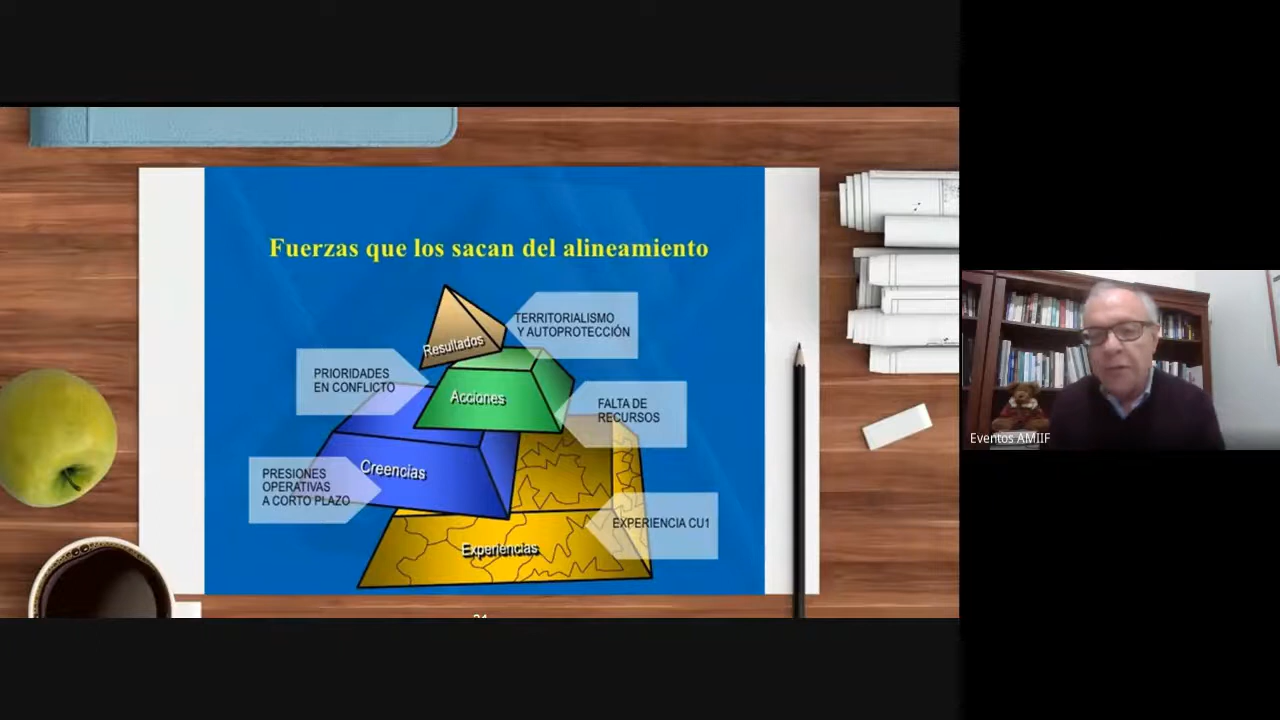 Fuerzas que los sacan del alineamiento
TERRITORIALISMO
Y AUTOPROTECCIÓN
Resultados
PRIORIDADES
EN CONFLICTO
Acciones
FALTA DE
RECURSOS
Creencias
PRESIONES
OPERATIVAS
A CORTO PLAZO
EXPERIENCIA CU1
Experiencias
Eventos AMIIF